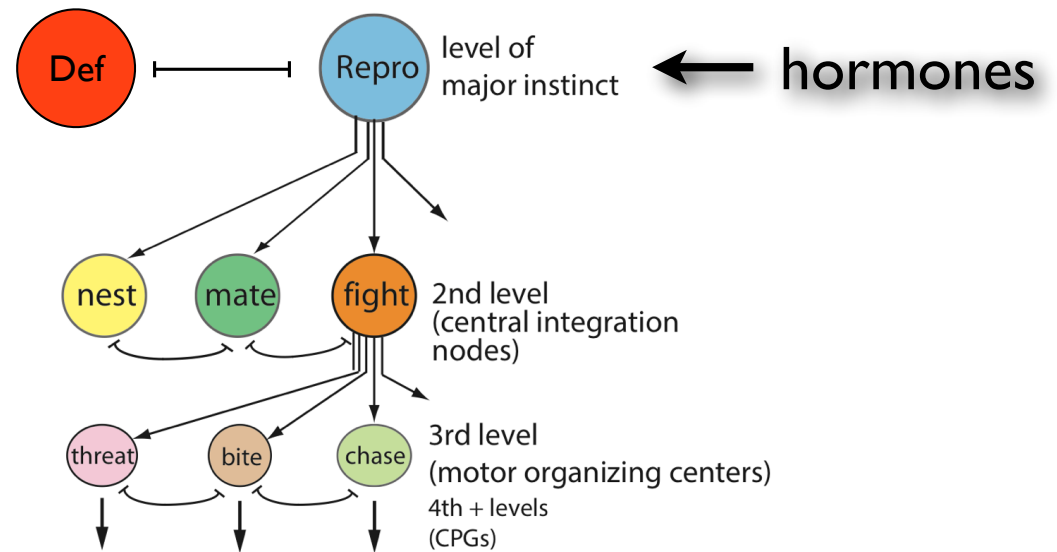 Def
Repro
level of
major instinct
hormones
nest
mate
fight
2nd level
(central integration
nodes)
threat
bite
chase
3rd level
(motor organizing centers)
4th + levels
(CPGs)